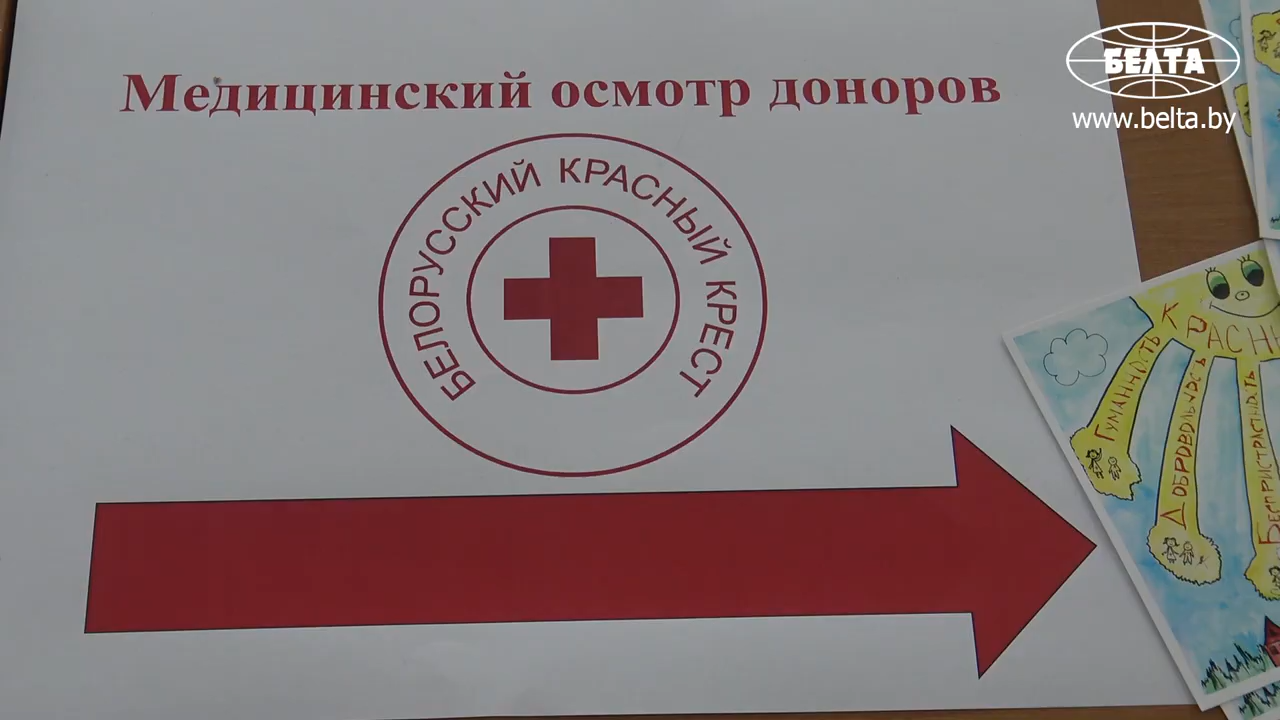 БЕЛТА
www.belta.by
Медицинский осмотр доноров
БЕЛОРУССКИЙ КРАСНЫЙ КРЕСТ
Гуманность
Добровольность
Беспристрастность